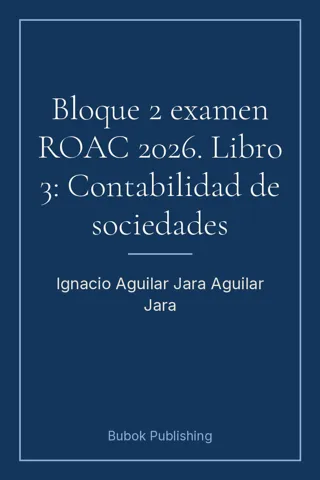 Bloque 2 examen
ROAC 2026. Libro
3: Contabilidad de
sociedades
Ignacio Aguilar Jara Aguilar
Jara
Bubok Publishing